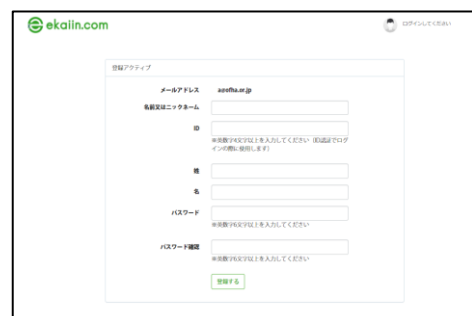 ekaiin.com
ログインしてください
登録アクティブ
メールアドレス a@ofha.or.jp
名前又はニックネーム
ID
※英数字4文字以上を入力してください（ID認証でログ
インの際に使用します）
姓
名
パスワード
※英数字6文字以上を入力してください
パスワード確認
※英数字6文字以上を入力してください
登録する